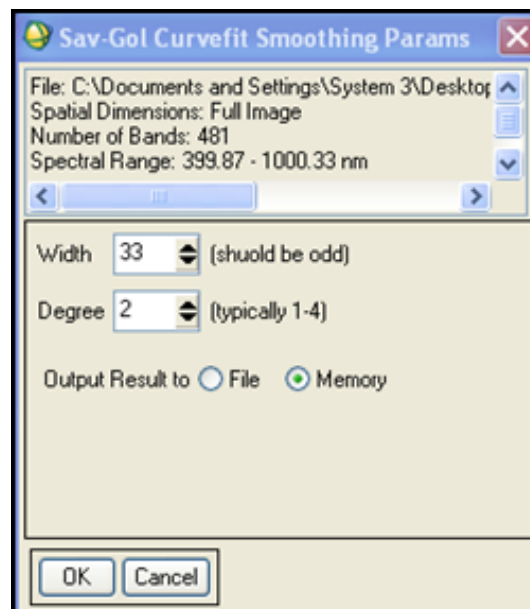 Sav-Gol Curvefit Smoothing Params
File: C:\Documents and Settings\System 3\Desktop
Spatial Dimensions: Full Image
Number of Bands: 481
Spectral Range: 399.87 - 1000.33 nm
Width 33 (shuold be odd)
Degree 2 (typically 1-4)
Output Result to File Memory
OK Cancel